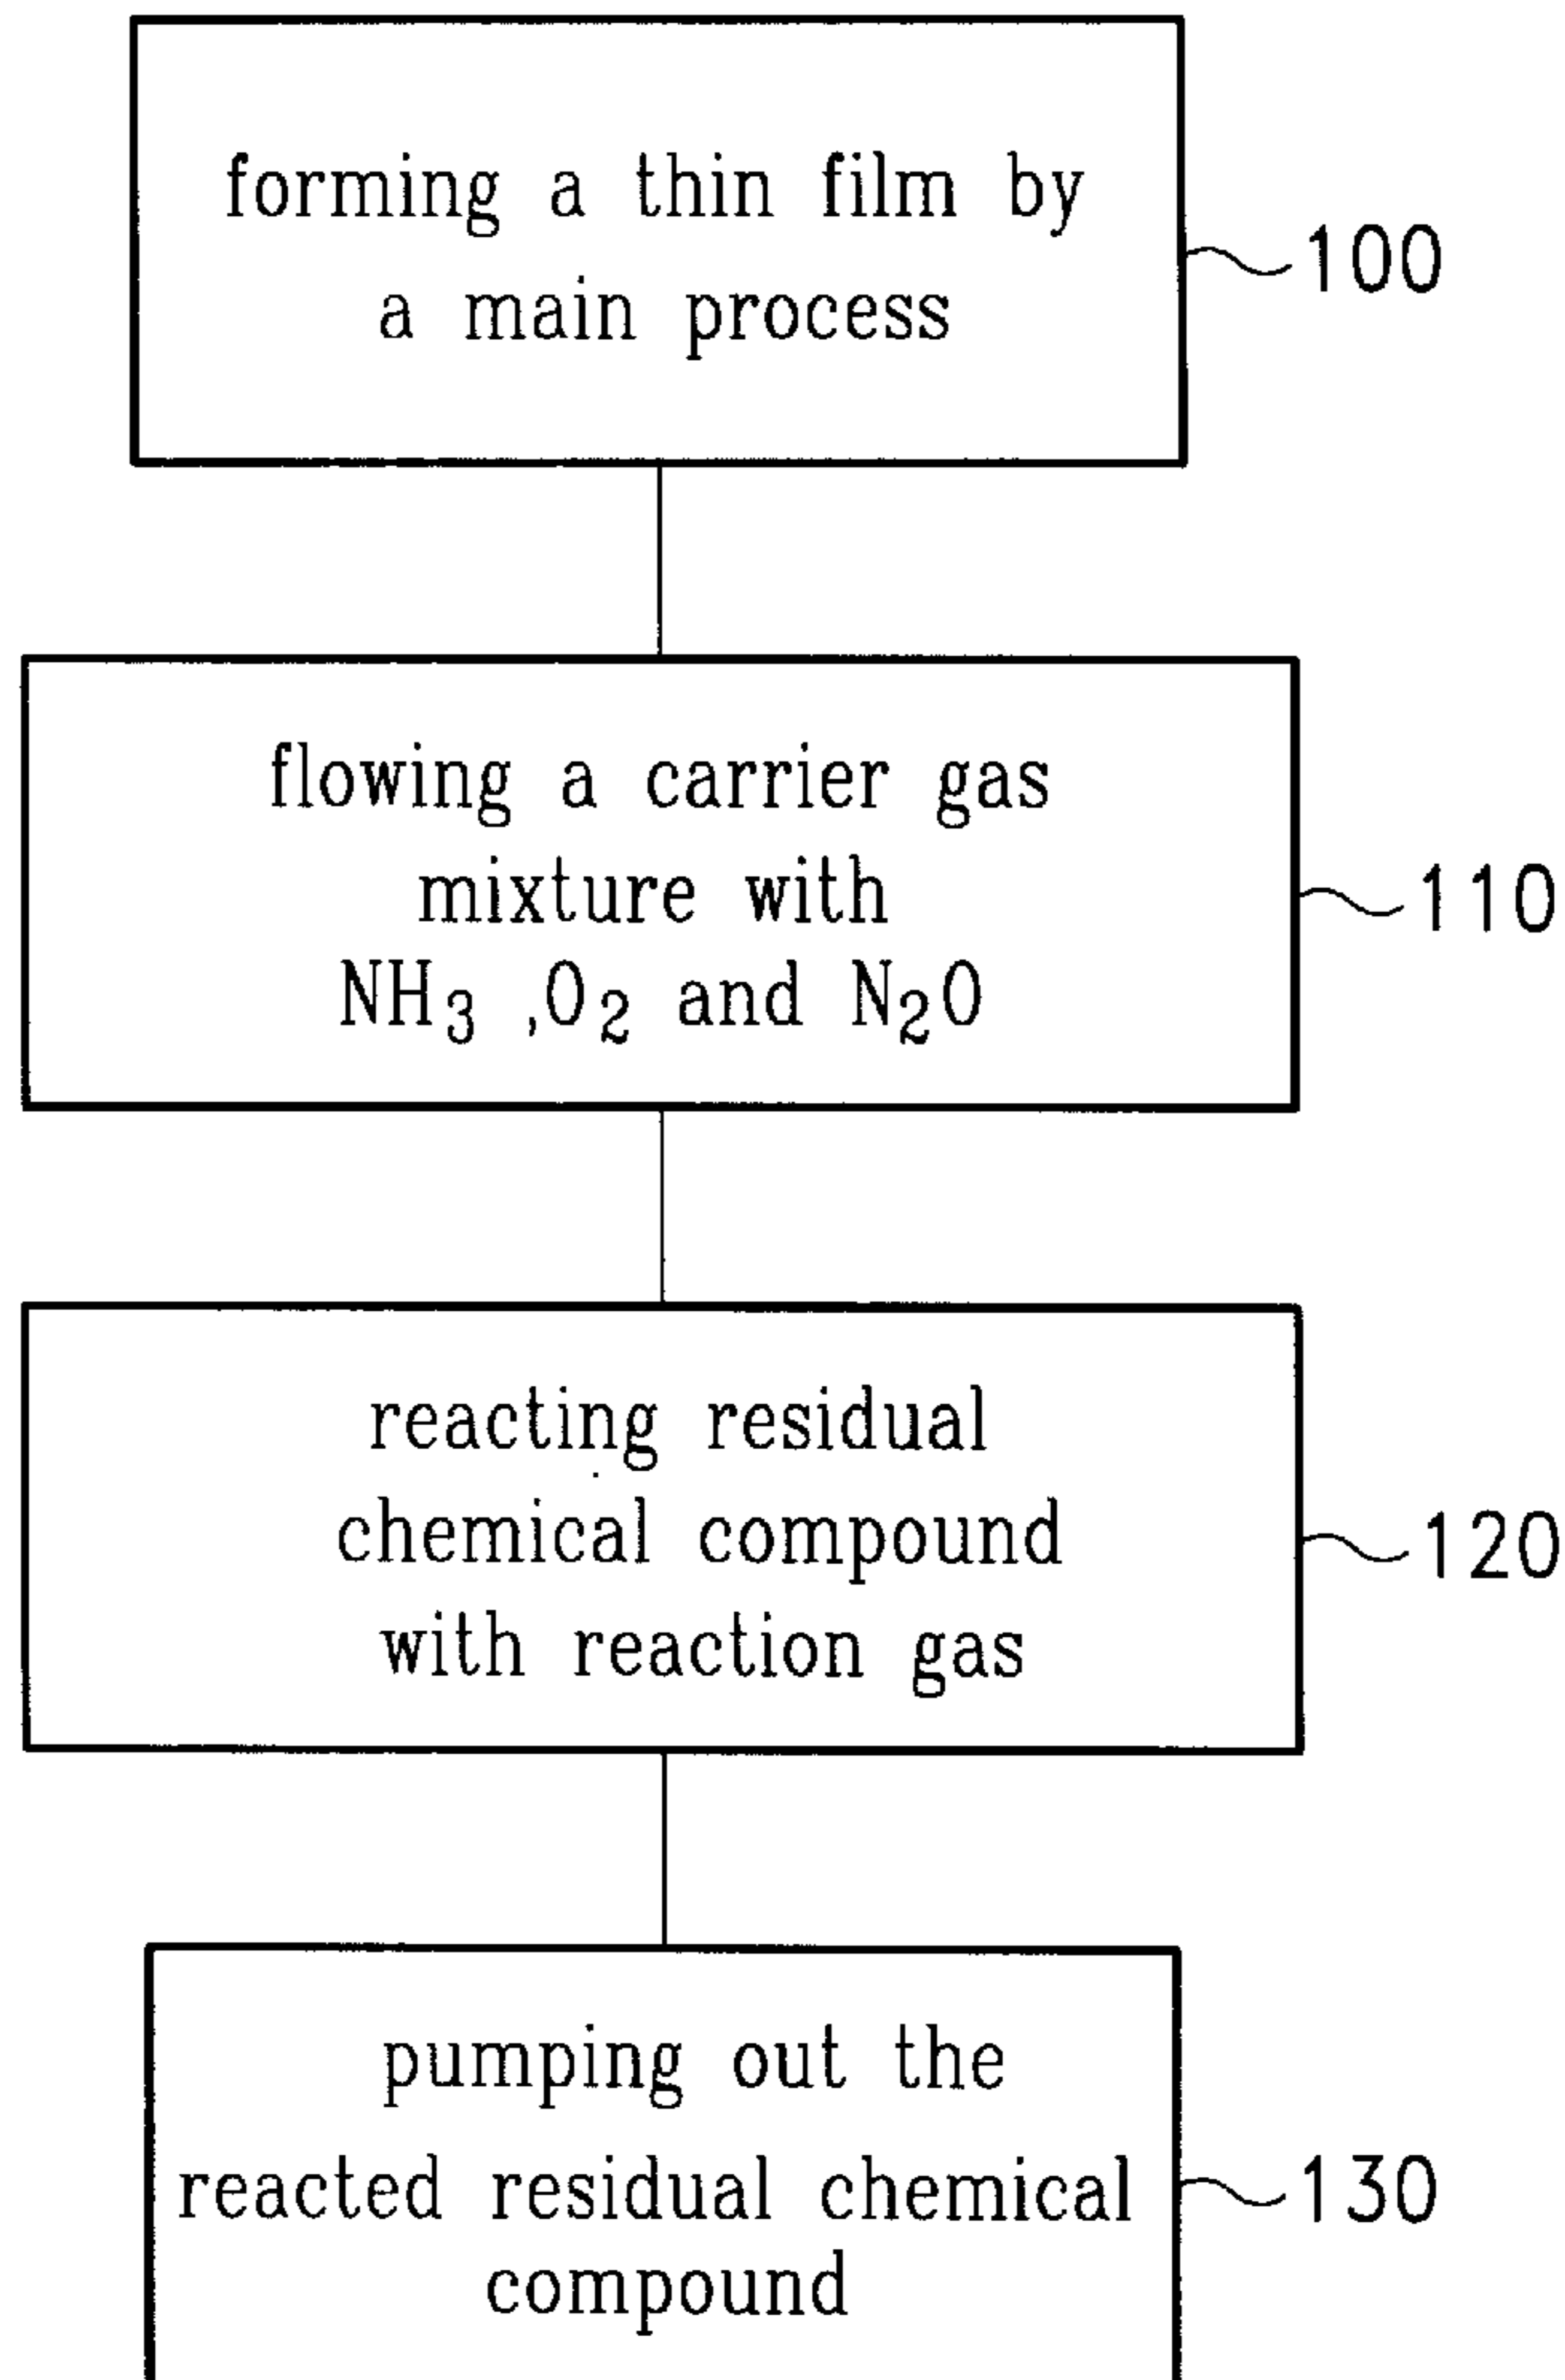 forming a thin film by
a main process
100
flowing a carrier gas
mixture with
NH₃ ,O₂ and N₂O
110
reacting residual
chemical compound
with reaction gas
120
pumping out the
reacted residual chemical
compound
130